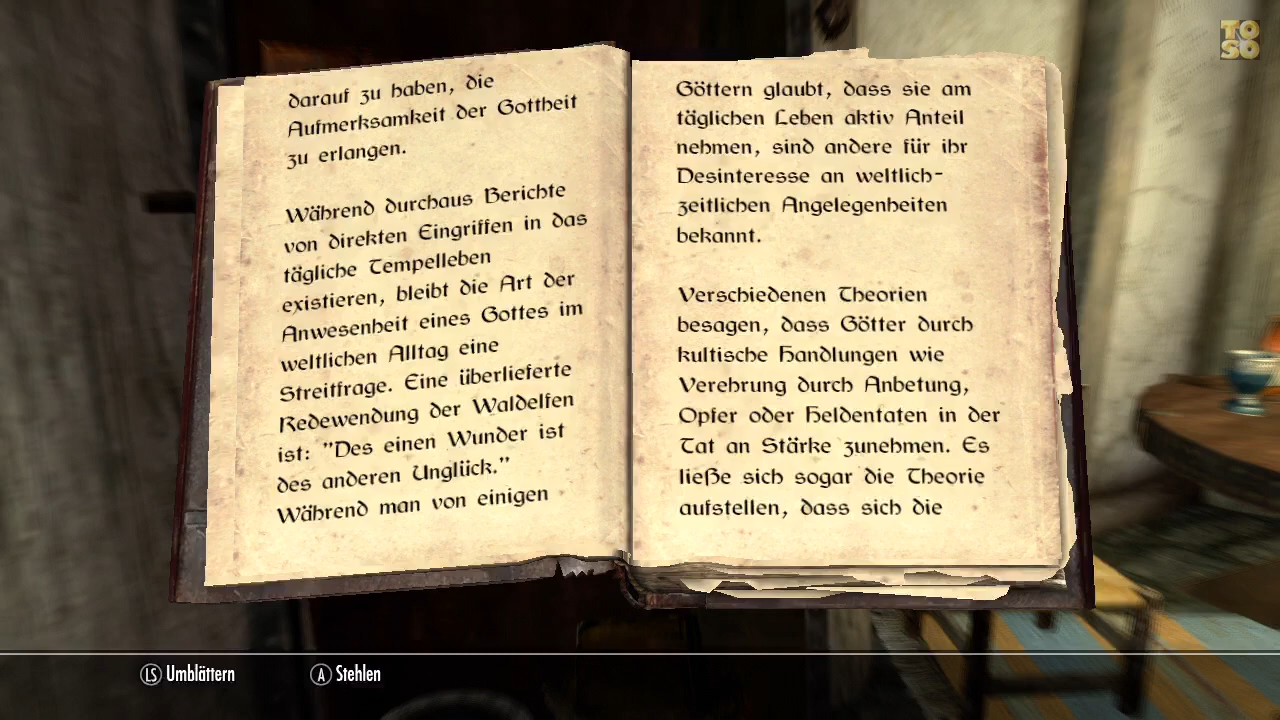 TO
SO
darauf zu haben, die
Aufmerksamkeit der Gottheit
zu erlangen.
Während durchaus Berichte
von direkten Eingriffen in das
tägliche Tempelleben
existieren, bleibt die Art der
Anwesenheit eines Gottes im
weltlichen Alltag eine
Streitfrage. Eine überlieferte
Redewendung der Waldelfen
ist: "Des einen Wunder ist
des anderen Unglück."
Während man von einigen
Göttern glaubt, dass sie am
täglichen Leben aktiv Anteil
nehmen, sind andere für ihr
Desinteresse an weltlich-
zeitlichen Angelegenheiten
bekannt.
Verschiedenen Theorien
besagen, dass Götter durch
kultische Handlungen wie
Verehrung durch Anbetung,
Opfer oder Heldentaten in der
Tat an Stärke zunehmen. Es
ließe sich sogar die Theorie
aufstellen, dass sich die
LS Umblättern
A Stehlen